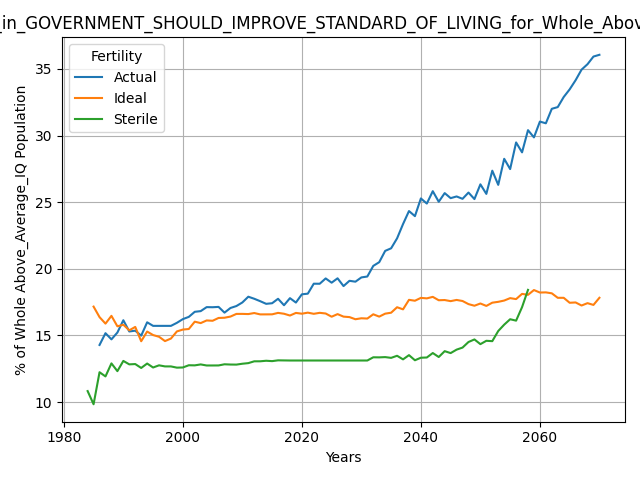 _in_GOVERNMENT_SHOULD_IMPROVE_STANDARD_OF_LIVING_for_Whole_Abov
Fertility
Actual
Ideal
Sterile
% of Whole Above_Average_IQ Population
35
30
25
20
15
10
1980
2000
2020
2040
2060
Years